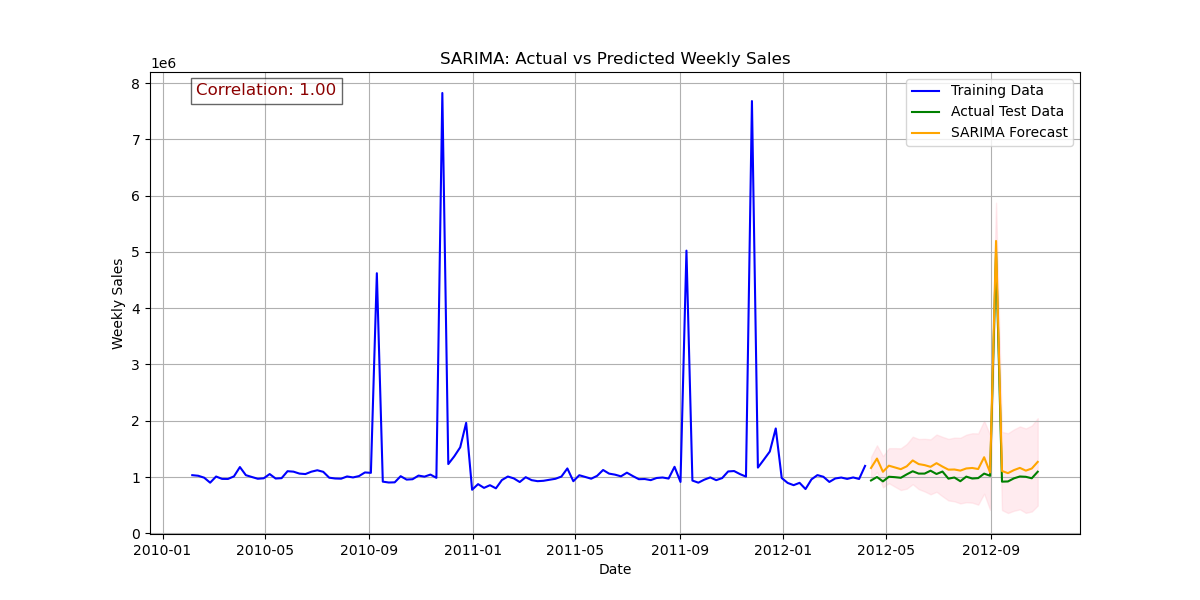 SARIMA: Actual vs Predicted Weekly Sales
1e6
Correlation: 1.00
Training Data
Actual Test Data
SARIMA Forecast
8
7
6
5
4
3
2
1
0
Weekly Sales
2010-01 2010-05 2010-09 2011-01 2011-05 2011-09 2012-01 2012-05 2012-09
Date